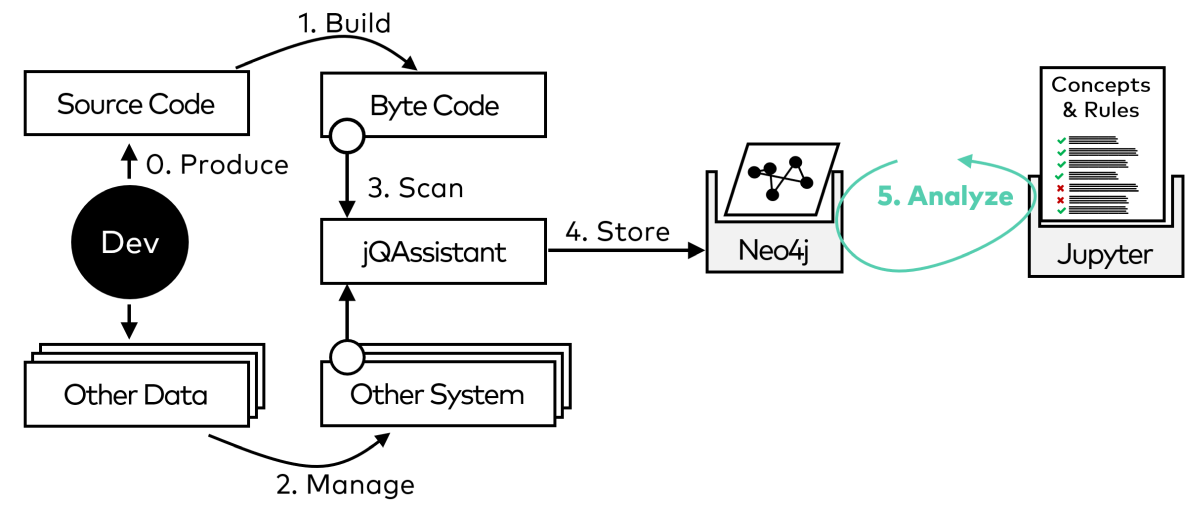 1. Build
Source Code
Byte Code
Concepts
& Rules
0. Produce
3. Scan
5. Analyze
Dev
4. Store
jQAssistant
Neo4j
Jupyter
Other Data
Other System
2. Manage